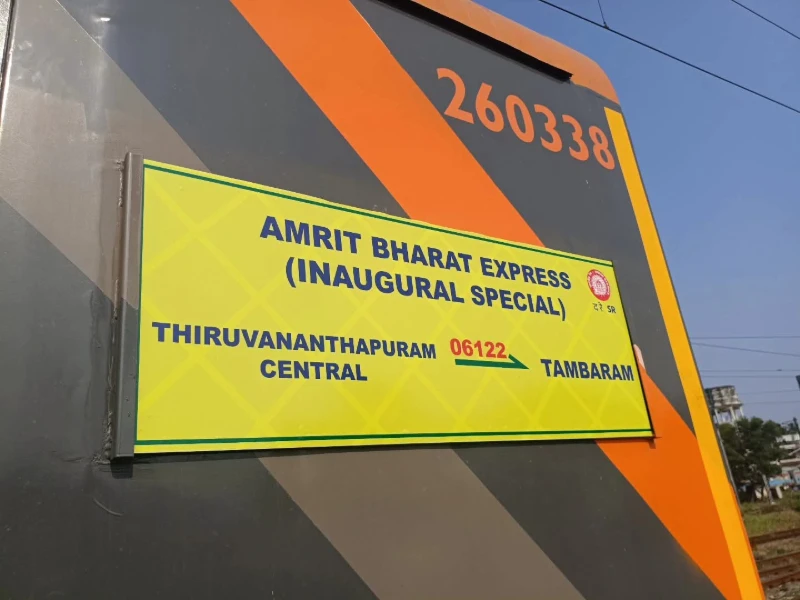 260338
AMRIT BHARAT EXPRESS
(INAUGURAL SPECIAL)
द रे SR
THIRUVANANTHAPURAM
CENTRAL
06122
TAMBARAM